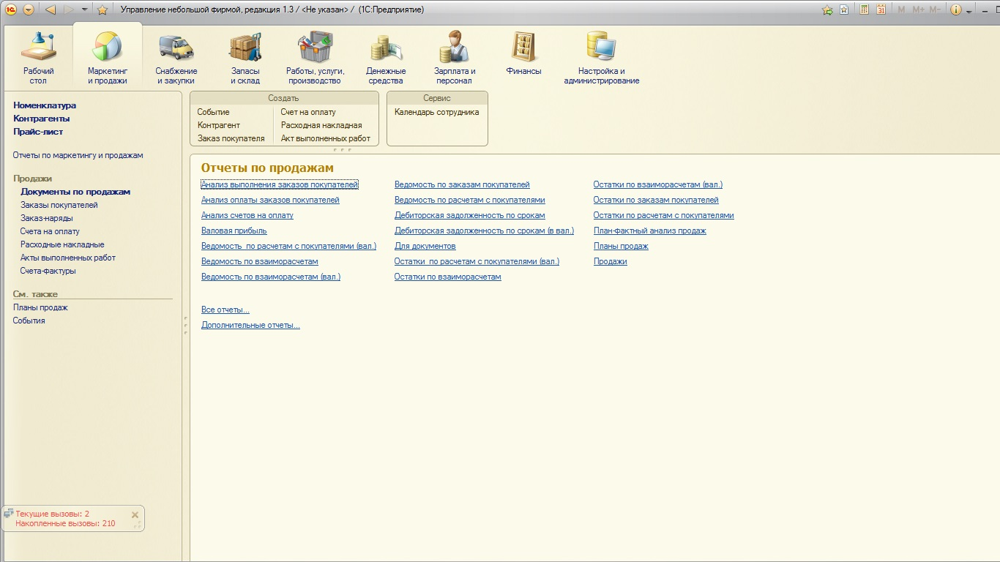 Управление небольшой фирмой, редакция 1.3 / <Не указан> / (1С:Предприятие)
M M+ M-
Рабочий
стол
Маркетинг
и продажи
Снабжение
и закупки
Запасы
и склад
Работы, услуги,
производство
Денежные
средства
Зарплата и
персонал
Финансы
Настройка и
администрирование
Номенклатура
Контрагенты
Прайс-лист
Отчеты по маркетингу и продажам
Продажи
Документы по продажам
Заказы покупателей
Заказ-наряды
Счета на оплату
Расходные накладные
Акты выполненных работ
Счета-фактуры
См. также
Планы продаж
События
Текущие вызовы: 2
Накопленные вызовы: 210
Создать
Событие
Контрагент
Заказ покупателя
Счет на оплату
Расходная накладная
Акт выполненных работ
Сервис
Календарь сотрудника
Отчеты по продажам
Анализ выполнения заказов покупателей
Анализ оплаты заказов покупателей
Анализ счетов на оплату
Валовая прибыль
Ведомость по расчетам с покупателями (вал.)
Ведомость по взаиморасчетам
Ведомость по взаиморасчетам (вал.)
Ведомость по заказам покупателей
Ведомость по расчетам с покупателями
Дебиторская задолженность по срокам
Дебиторская задолженность по срокам (в вал.)
Для документов
Остатки по расчетам с покупателями (вал.)
Остатки по взаиморасчетам
Остатки по взаиморасчетам (вал.)
Остатки по заказам покупателей
Остатки по расчетам с покупателями
План-фактный анализ продаж
Планы продаж
Продажи
Все отчеты...
Дополнительные отчеты...